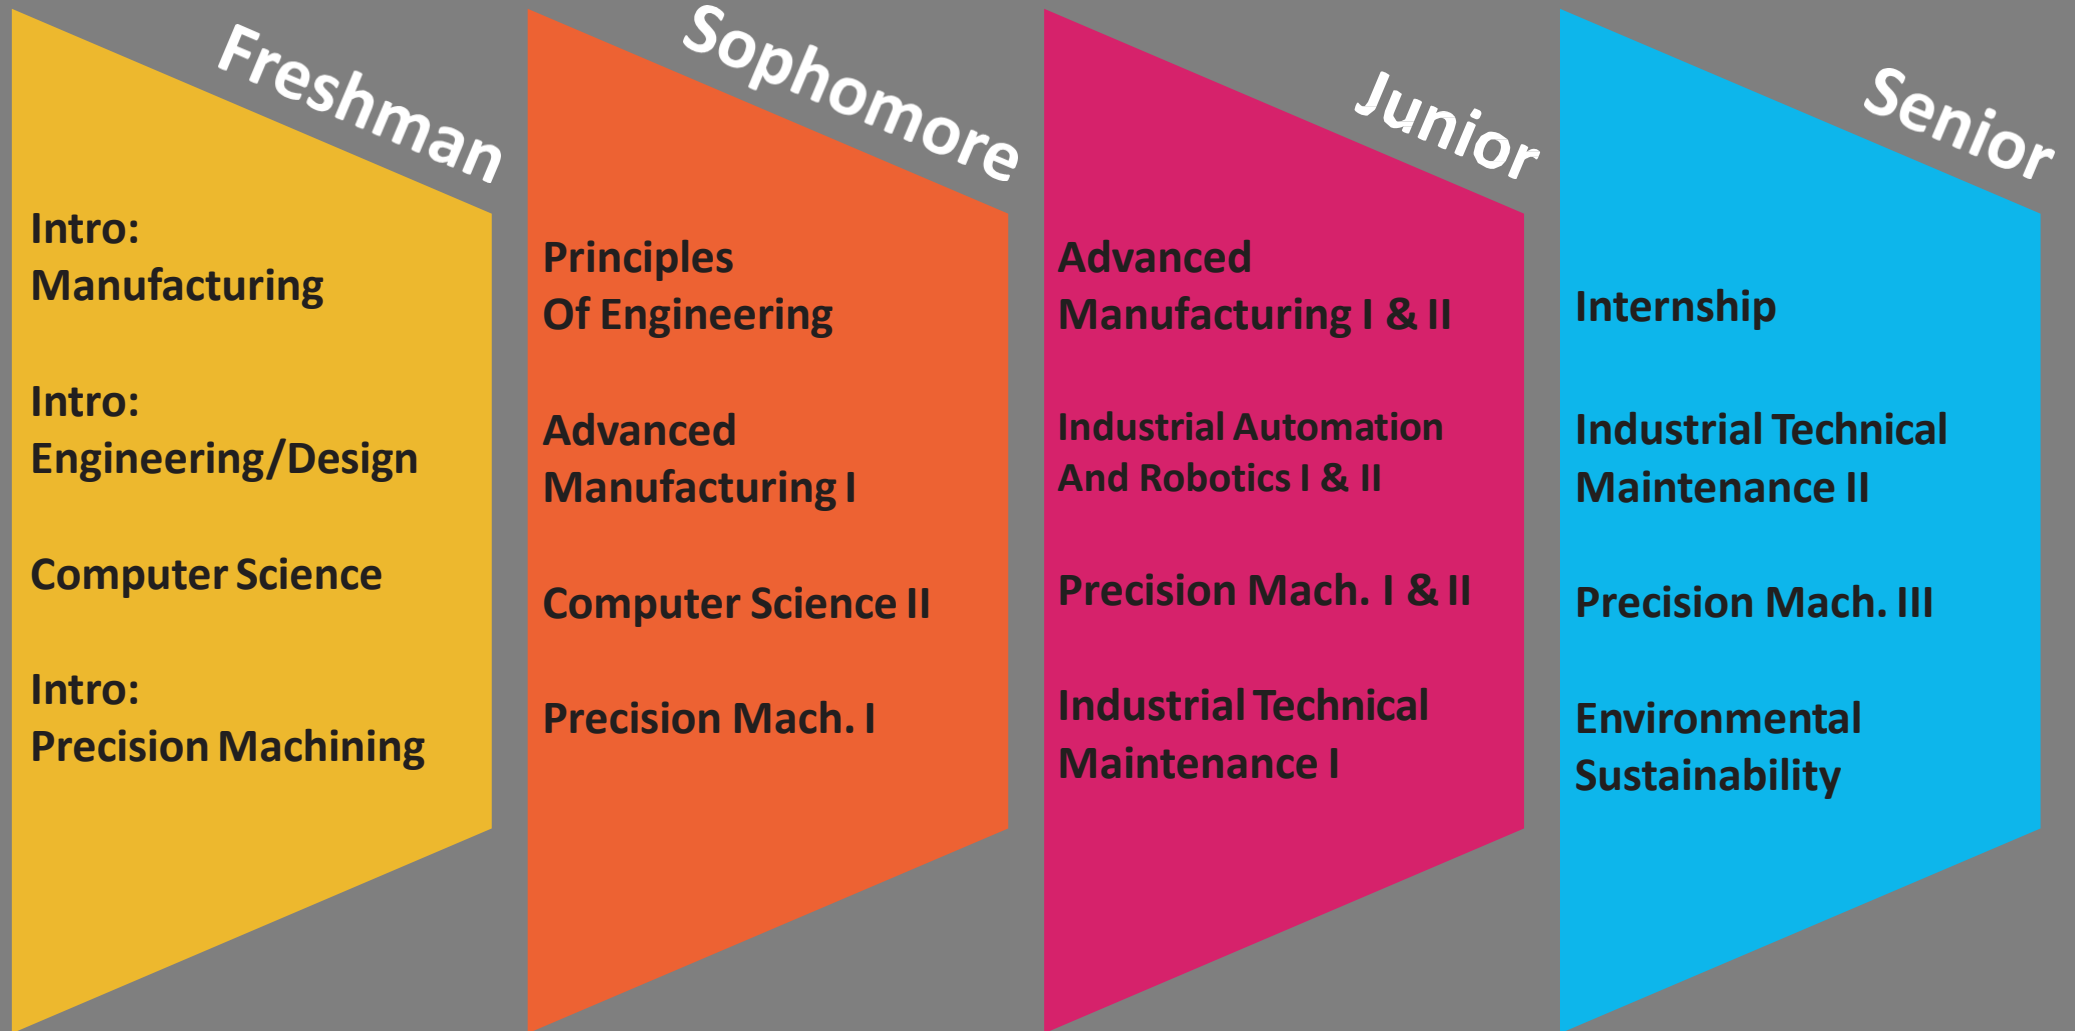 Freshman
Intro:
Manufacturing
Intro:
Engineering/Design
Computer Science
Intro:
Precision Machining
Sophomore
Principles
Of Engineering
Advanced
Manufacturing I
Computer Science II
Precision Mach. I
Junior
Advanced
Manufacturing I & II
Industrial Automation
And Robotics I & II
Precision Mach. I & II
Industrial Technical
Maintenance I
Senior
Internship
Industrial Technical
Maintenance II
Precision Mach. III
Environmental
Sustainability